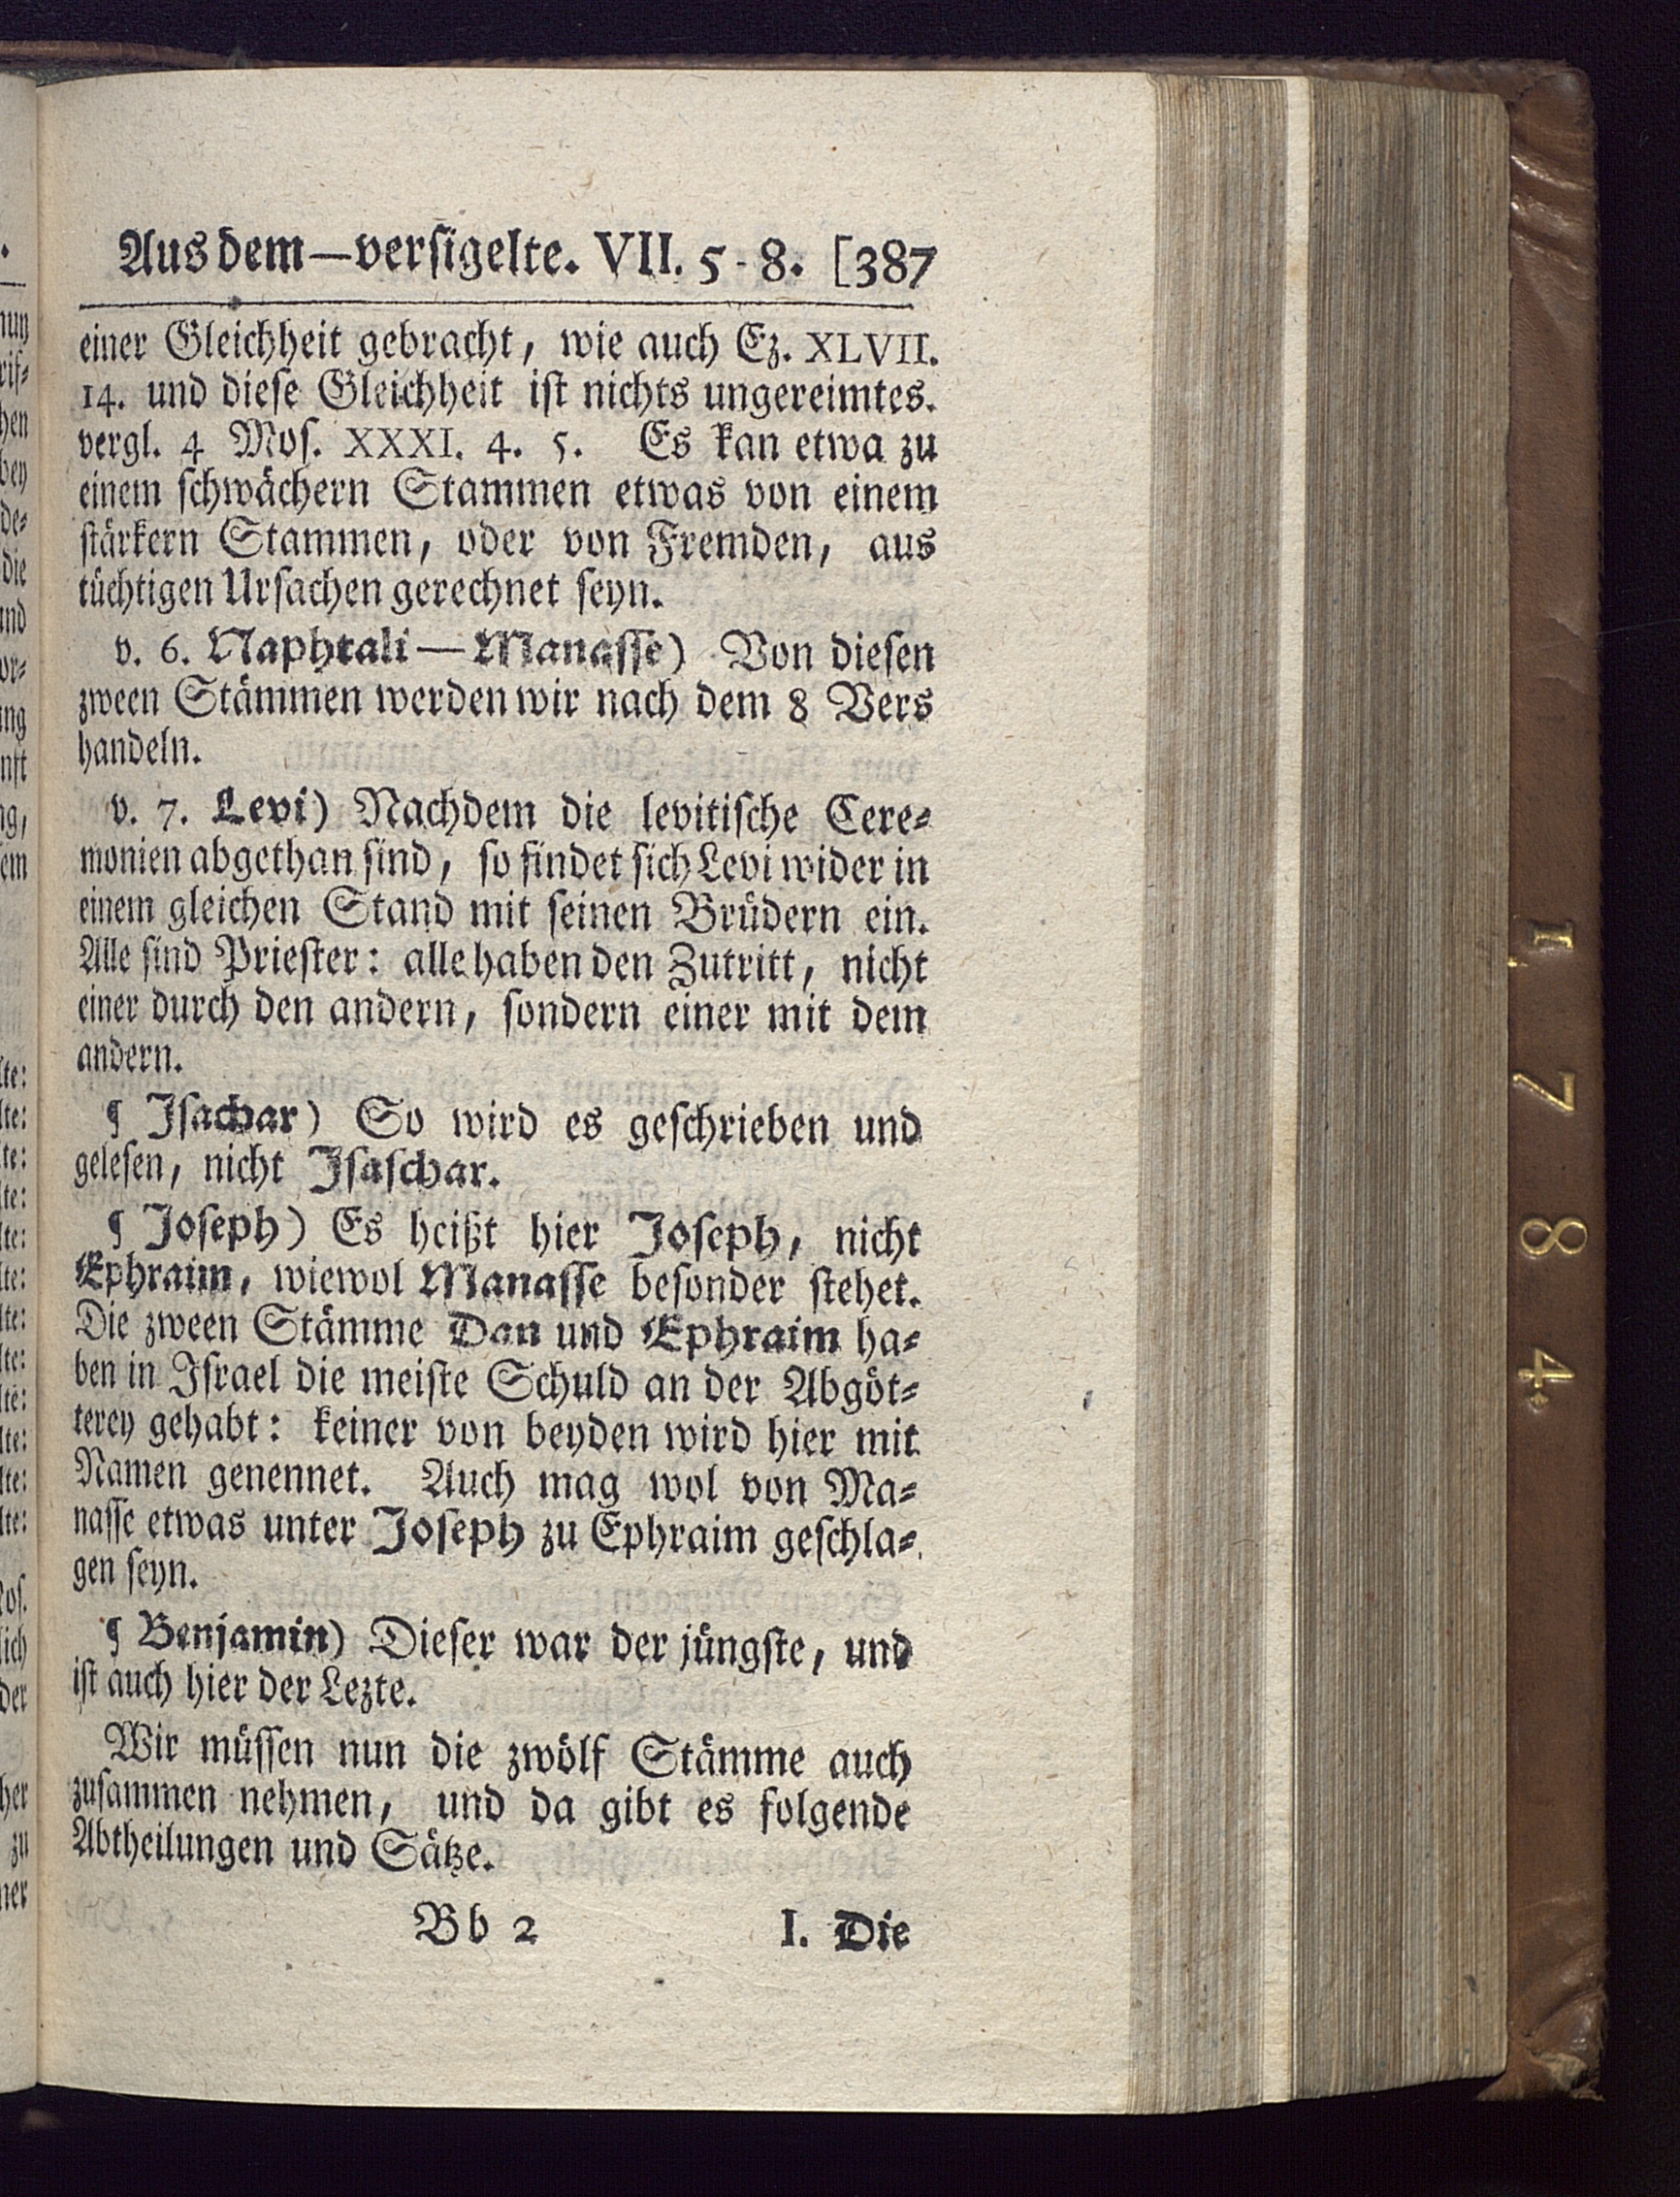 Aus dem—versigelte. VII. 5-8. [387
einer Gleichheit gebracht, wie auch Ez. XLVII.
14. und diese Gleichheit ist nichts ungereimtes.
vergl. 4 Mos. XXXI. 4. 5. Es kan etwa zu
einem schwächern Stammen etwas von einem
stärkern Stammen, oder von Fremden, aus
tüchtigen Ursachen gerechnet seyn.
v. 6. Naphtali—Manasse) Von diesen
zween Stämmen werden wir nach dem 8 Vers
handeln.
v. 7. Levi) Nachdem die levitische Cere-
monien abgethan sind, so findet sich Levi wider in
einem gleichen Stand mit seinen Brüdern ein.
Alle sind Priester: alle haben den Zutritt, nicht
einer durch den andern, sondern einer mit dem
andern.
¶ Isachar) So wird es geschrieben und
gelesen, nicht Isaschar.
¶ Joseph) Es heißt hier Joseph, nicht
Ephraim, wiewol Manasse besonder stehet.
Die zween Stämme Dan und Ephraim ha-
ben in Israel die meiste Schuld an der Abgöt-
terey gehabt: keiner von beyden wird hier mit
Namen genennet. Auch mag wol von Ma-
nasse etwas unter Joseph zu Ephraim geschla-
gen seyn.
¶ Benjamin) Dieser war der jüngste, und
ist auch hier der Lezte.
Wir müssen nun die zwölf Stämme auch
zusammen nehmen, und da gibt es folgende
Abtheilungen und Sätze.
Bb 2 I. Die
1784